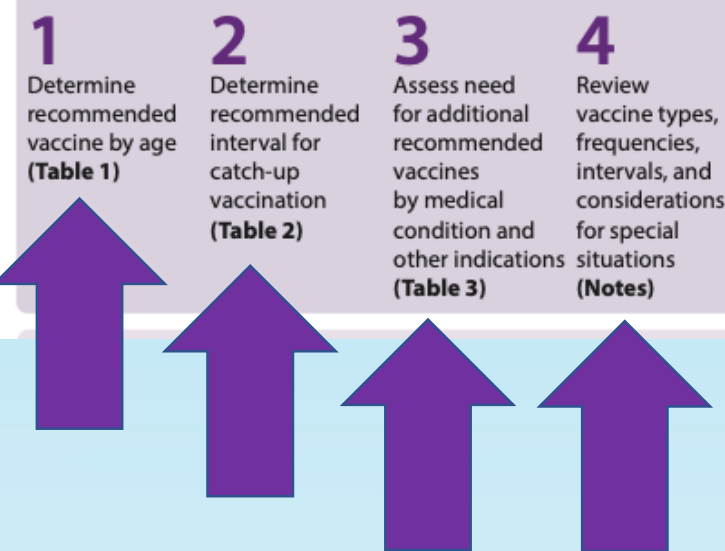 1
Determine
recommended
vaccine by age
(Table 1)
2
Determine
recommended
interval for
catch-up
vaccination
(Table 2)
3
Assess need
for additional
recommended
vaccines
by medical
condition and
other indications
(Table 3)
4
Review
vaccine types,
frequencies,
intervals, and
considerations
for special
situations
(Notes)